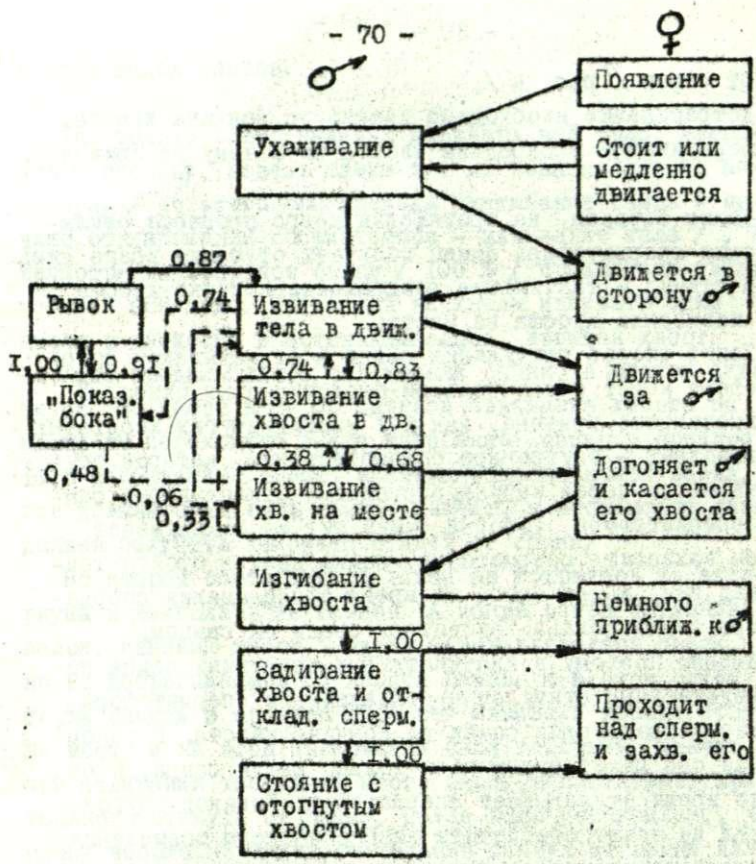 - 70 -
♂
♀
Появление
Ухаживание
Стоит или
медленно
двигается
0,87
Рывок
0,74
Извивание
тела в движ.
Движется в
сторону ♂
I,00
0,9I
0,74
0,83
„Показ.
бока"
Извивание
хвоста в дв.
Движется
за ♂
0,48
0,38
0,68
-0,06
0,33
Извивание
хв. на месте
Догоняет ♂
и касается
его хвоста
Изгибание
хвоста
Немного
приближ. к ♂
I,00
Задирание
хвоста и от-
клад. сперм.
Проходит
над сперм.
и захв. его
I,00
Стояние с
отогнутым
хвостом